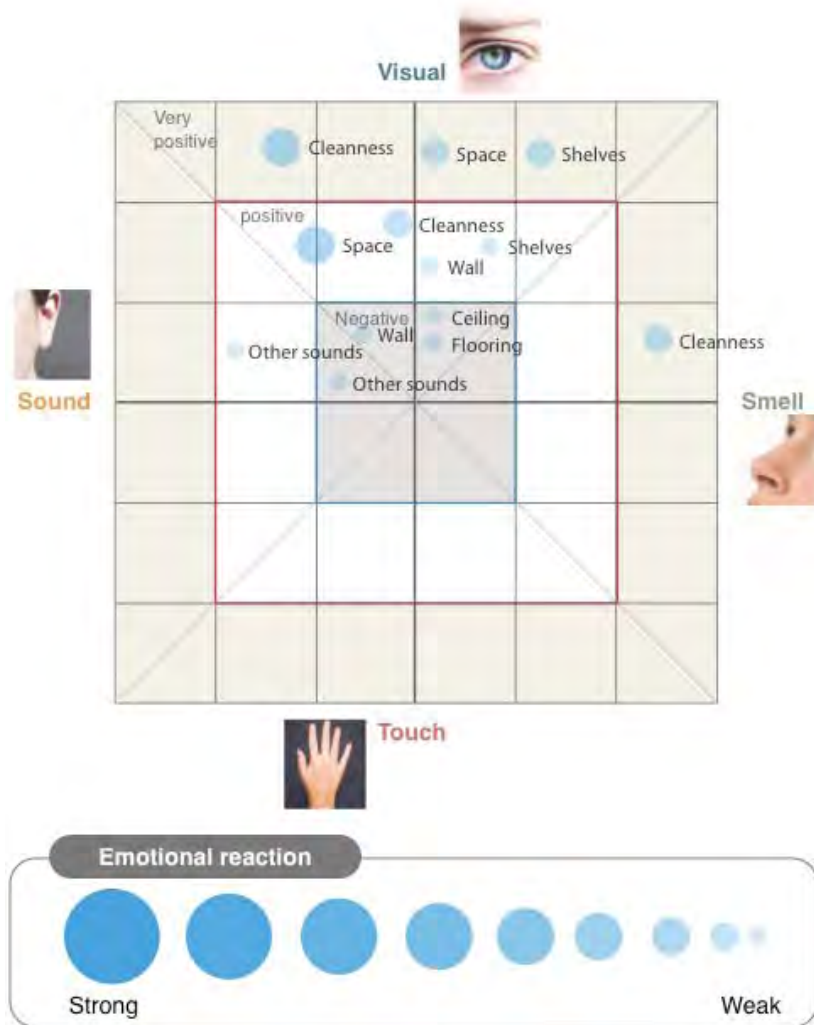 Visual
Very
positive
Cleanness
Space
Shelves
positive
Cleanness
Space
Shelves
Wall
Negative
Ceiling
Wall
Flooring
Cleanness
Other sounds
Other sounds
Sound
Smell
Touch
Emotional reaction
Strong
Weak